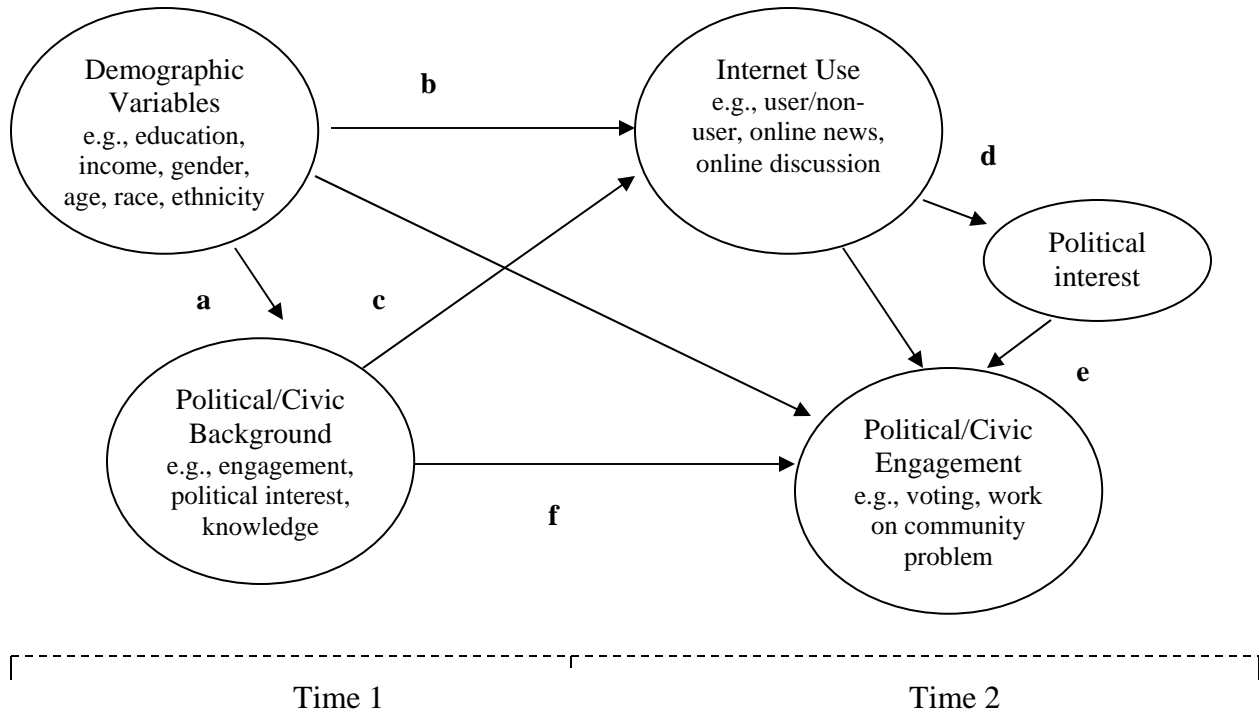 Demographic
Variables
e.g., education,
income, gender,
age, race, ethnicity
b
Internet Use
e.g., user/non-
user, online news,
online discussion
d
Political
interest
a
c
Political/Civic
Background
e.g., engagement,
political interest,
knowledge
e
Political/Civic
Engagement
e.g., voting, work
on community
problem
f
Time 1
Time 2